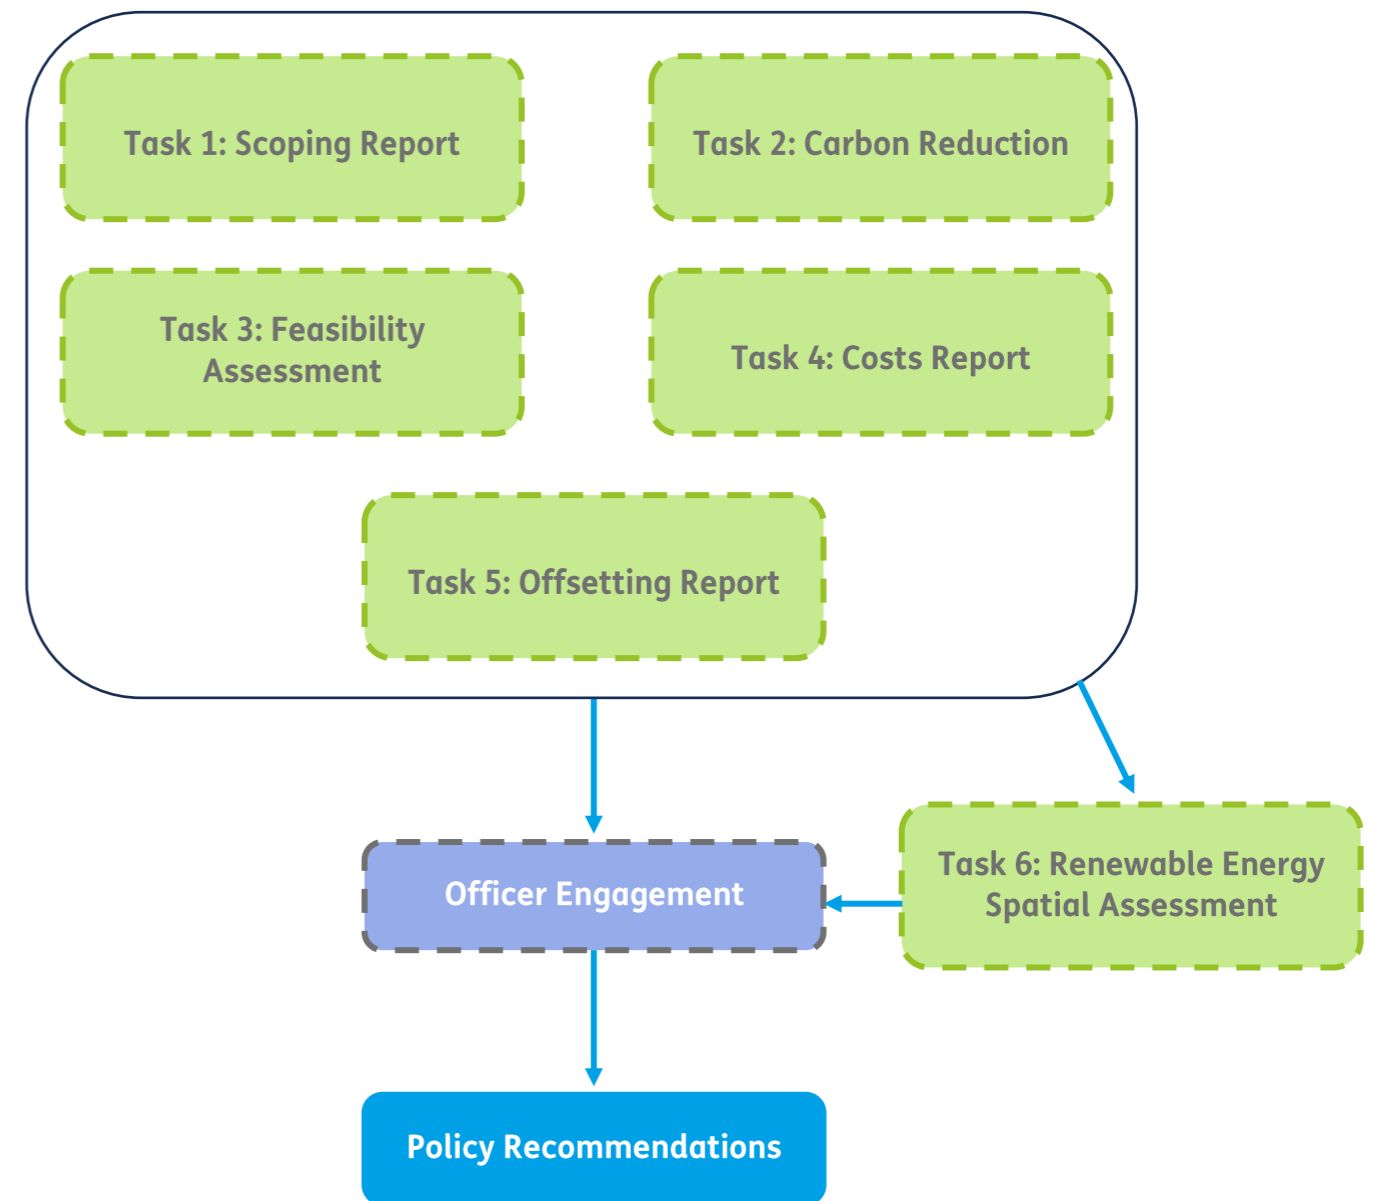 Task 1: Scoping Report
Task 2: Carbon Reduction
Task 3: Feasibility
Assessment
Task 4: Costs Report
Task 5: Offsetting Report
Officer Engagement
Task 6: Renewable Energy
Spatial Assessment
Policy Recommendations